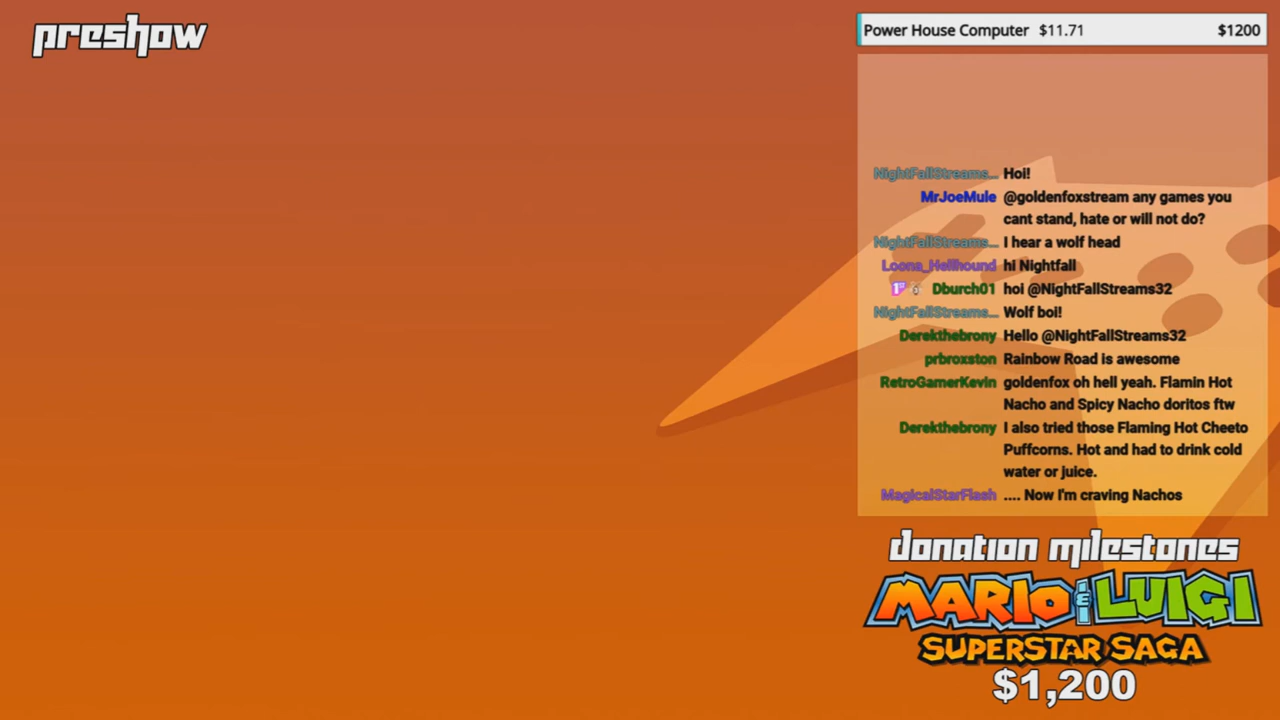 preshow
Power House Computer $11.71 $1200
NightFallStreams... Hoi!
MrJoeMule @goldenfoxstream any games you
cant stand, hate or will not do?
NightFallStreams... I hear a wolf head
Loona_Hellhound hi Nightfall
1st Dburch01 hoi @NightFallStreams32
NightFallStreams... Wolf boi!
Derekthebrony Hello @NightFallStreams32
prbroxston Rainbow Road is awesome
RetroGamerKevin goldenfox oh hell yeah. Flamin Hot
Nacho and Spicy Nacho doritos ftw
Derekthebrony I also tried those Flaming Hot Cheeto
Puffcorns. Hot and had to drink cold
water or juice.
MagicalStarFlash .... Now I'm craving Nachos
donation milestones
MARIO & LUIGI
SUPERSTAR SAGA
$1,200